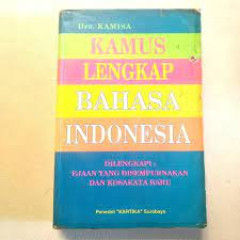 Drs. KAMISA
KAMUS
LENGKAP
BAHASA
INDONESIA
DILENGKAPI :
EJAAN YANG DISEMPURNAKAN
DAN KOSAKATA BARU
Penerbit "KARTIKA" Surabaya